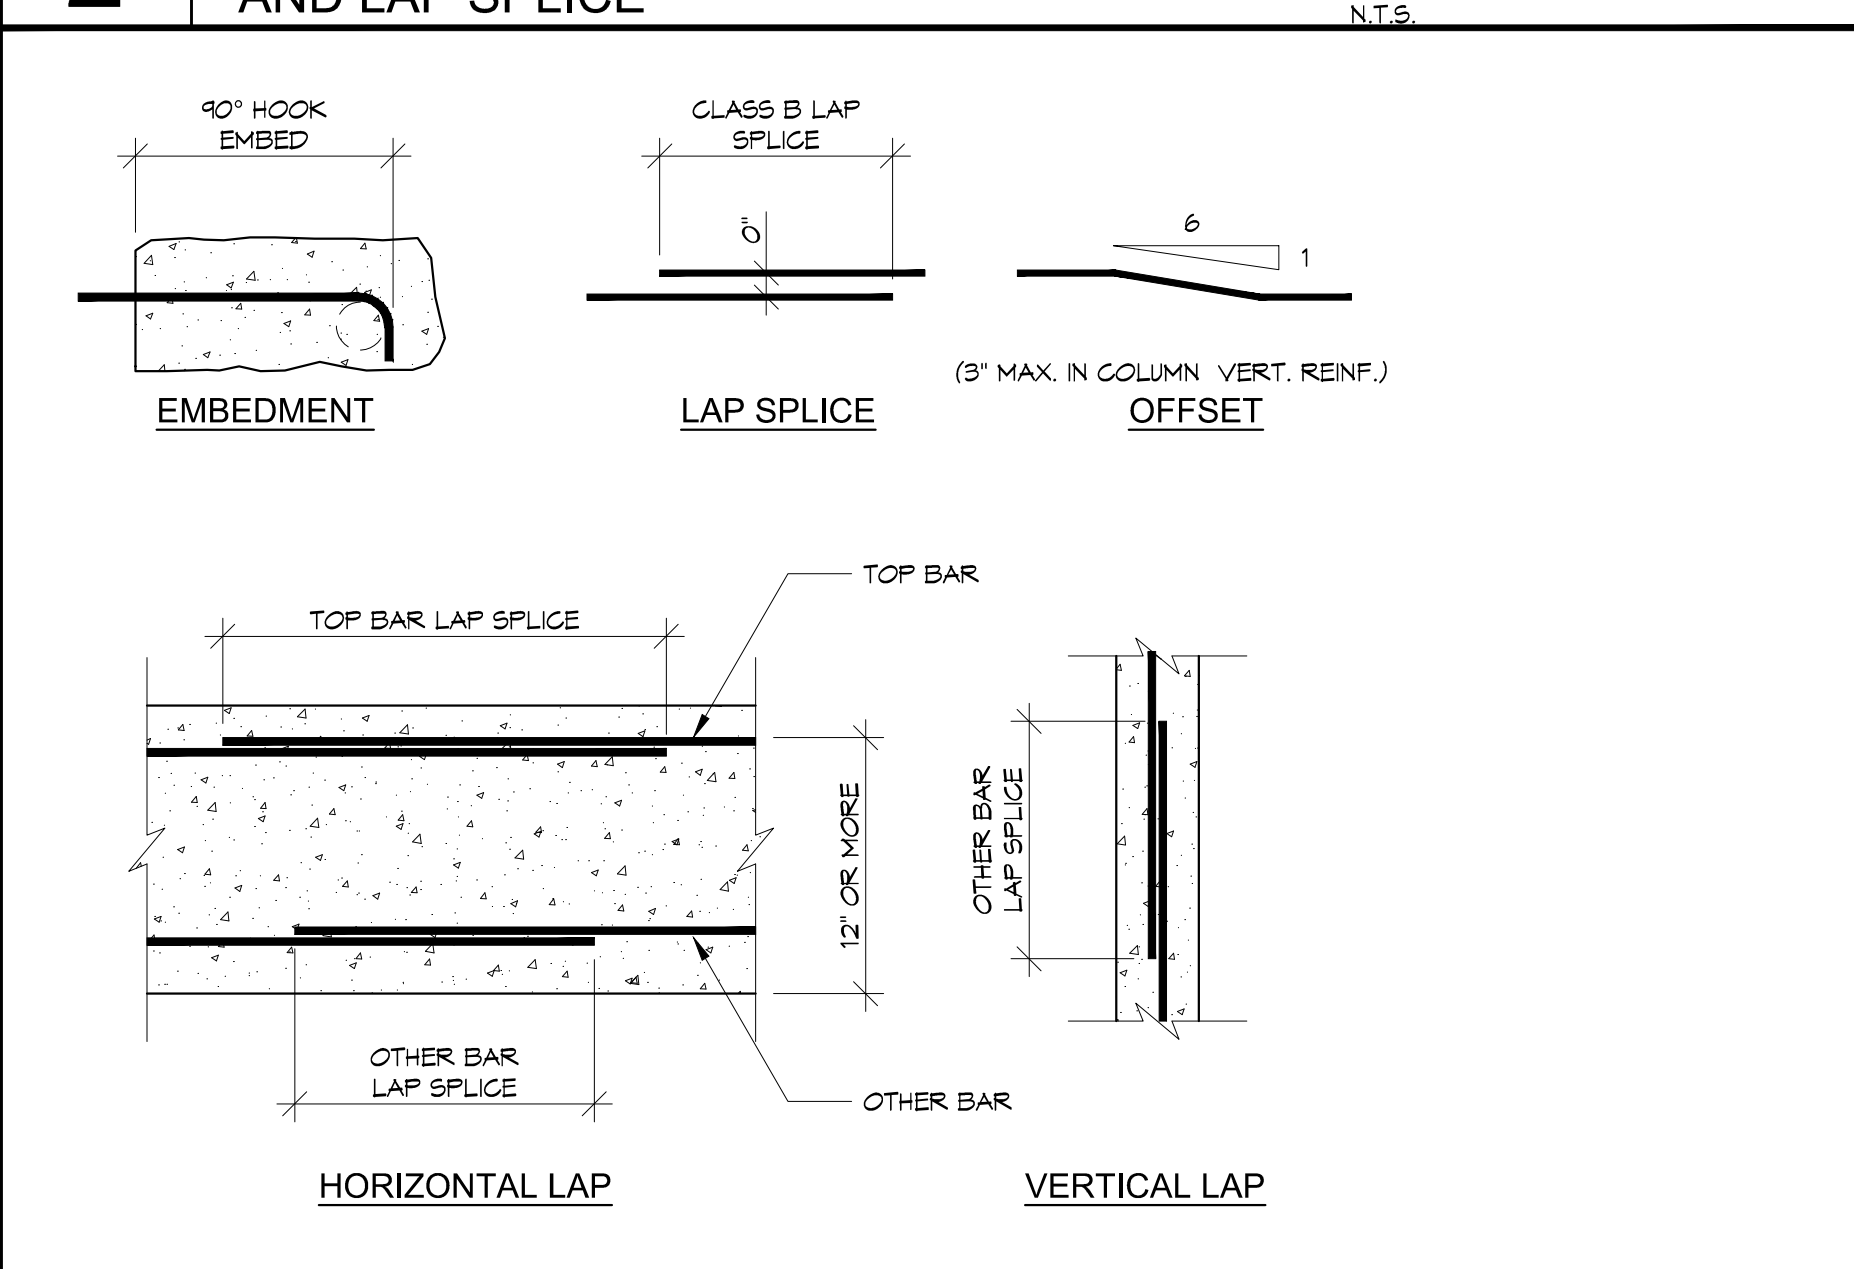 AND LAP SPLICE
N.T.S.
90° HOOK
EMBED
CLASS B LAP
SPLICE
0"
6
1
(3" MAX. IN COLUMN VERT. REINF.)
EMBEDMENT
LAP SPLICE
OFFSET
TOP BAR
TOP BAR LAP SPLICE
12" OR MORE
OTHER BAR
LAP SPLICE
OTHER BAR
LAP SPLICE
OTHER BAR
HORIZONTAL LAP
VERTICAL LAP